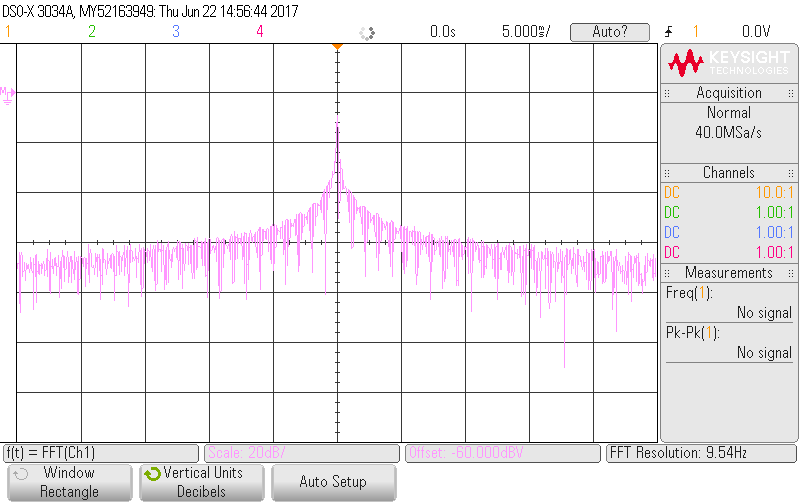 DSO-X 3034A, MY52163949: Thu Jun 22 14:56:44 2017
1 2 3 4 0.0s 5.000s/ Auto? 1 0.0V
M
KEYSIGHT
TECHNOLOGIES
Acquisition
Normal
40.0MSa/s
Channels
DC 10.0:1
DC 1.00:1
DC 1.00:1
DC 1.00:1
Measurements
Freq(1):
No signal
Pk-Pk(1):
No signal
f(t) = FFT(Ch1) Scale: 20dB/ Offset: -60.000dBV FFT Resolution: 9.54Hz
Window
Rectangle
Vertical Units
Decibels
Auto Setup